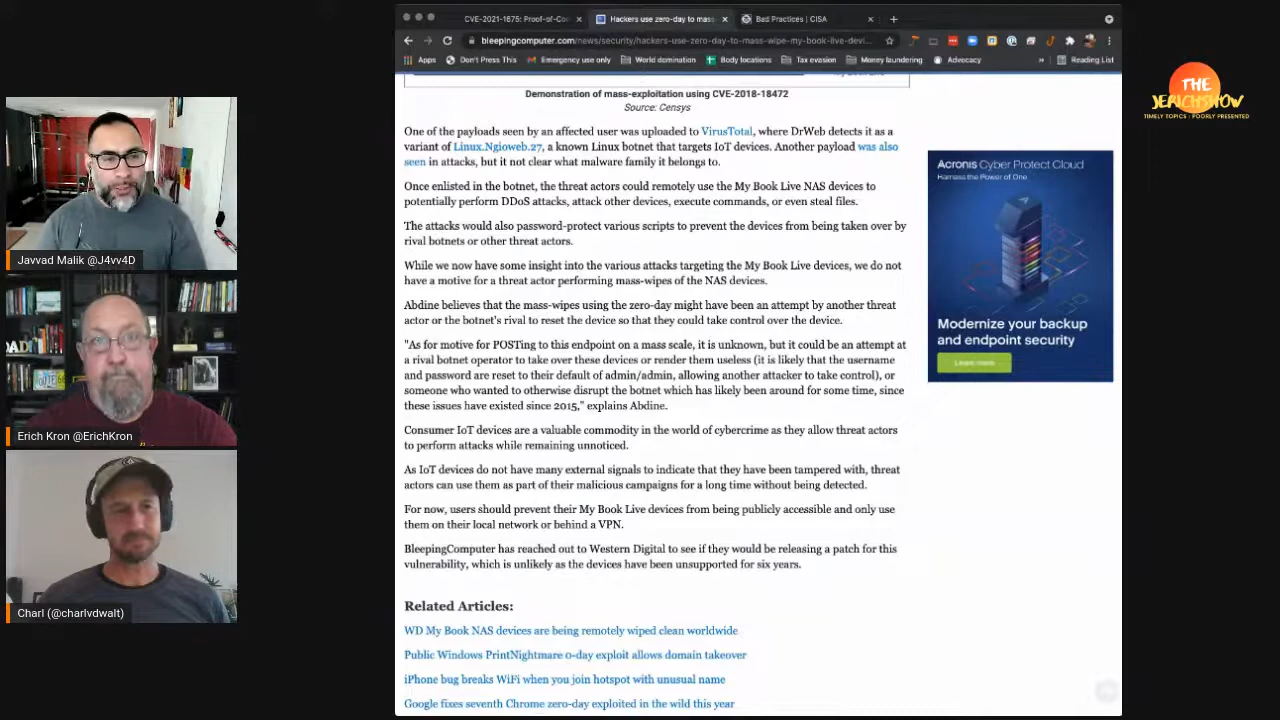 CVE-2021-1675: Proof-of-Con
Hackers use zero-day to mass-
Bad Practices | CISA
bleepingcomputer.com/news/security/hackers-use-zero-day-to-mass-wipe-my-book-live-devi...
Apps
Don't Press This
Emergency use only
World domination
Body locations
Tax evasion
Money laundering
Advocacy
»
Reading List
Demonstration of mass-exploitation using CVE-2018-18472
Source: Censys
One of the payloads seen by an affected user was uploaded to VirusTotal, where DrWeb detects it as a
variant of Linux.Ngioweb.27, a known Linux botnet that targets IoT devices. Another payload was also
seen in attacks, but it not clear what malware family it belongs to.
Once enlisted in the botnet, the threat actors could remotely use the My Book Live NAS devices to
potentially perform DDoS attacks, attack other devices, execute commands, or even steal files.
The attacks would also password-protect various scripts to prevent the devices from being taken over by
rival botnets or other threat actors.
While we now have some insight into the various attacks targeting the My Book Live devices, we do not
have a motive for a threat actor performing mass-wipes of the NAS devices.
Abdine believes that the mass-wipes using the zero-day might have been an attempt by another threat
actor or the botnet's rival to reset the device so that they could take control over the device.
"As for motive for POSTing to this endpoint on a mass scale, it is unknown, but it could be an attempt at
a rival botnet operator to take over these devices or render them useless (it is likely that the username
and password are reset to their default of admin/admin, allowing another attacker to take control), or
someone who wanted to otherwise disrupt the botnet which has likely been around for some time, since
these issues have existed since 2015," explains Abdine.
Consumer IoT devices are a valuable commodity in the world of cybercrime as they allow threat actors
to perform attacks while remaining unnoticed.
As IoT devices do not have many external signals to indicate that they have been tampered with, threat
actors can use them as part of their malicious campaigns for a long time without being detected.
For now, users should prevent their My Book Live devices from being publicly accessible and only use
them on their local network or behind a VPN.
BleepingComputer has reached out to Western Digital to see if they would be releasing a patch for this
vulnerability, which is unlikely as the devices have been unsupported for six years.
Related Articles:
WD My Book NAS devices are being remotely wiped clean worldwide
Public Windows PrintNightmare 0-day exploit allows domain takeover
iPhone bug breaks WiFi when you join hotspot with unusual name
Google fixes seventh Chrome zero-day exploited in the wild this year
Acronis Cyber Protect Cloud
Harness the Power of One
Modernize your backup
and endpoint security
Learn more
THE
JERICHSHOW
TIMELY TOPICS : POORLY PRESENTED
Javvad Malik @J4vv4D
Erich Kron @ErichKron
Charl (@charlvdwalt)